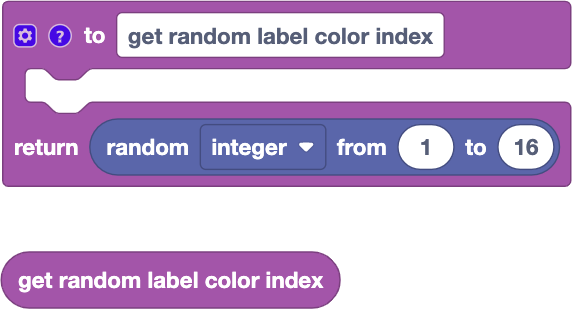 ? to get random label color index
return random integer from 1 to 16
get random label color index